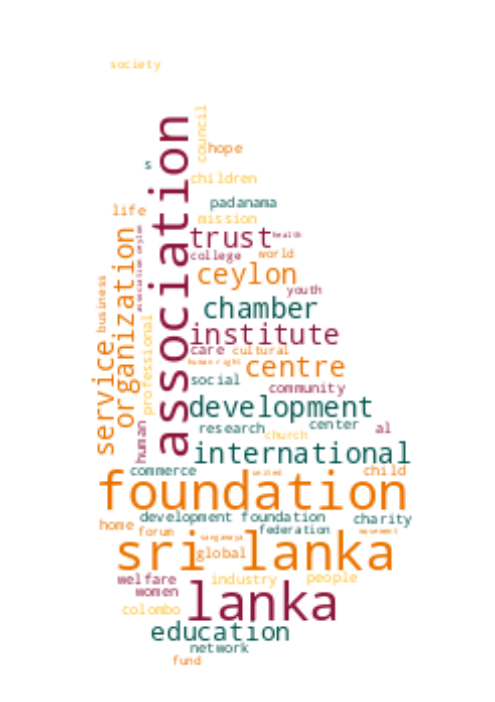 society
council
hope
s
association
children
padanama
life
mission
trust
health
organization
association ceylon
college
world
ceylon
youth
business
chamber
institute
professional
care
cultural
human right
centre
service
social
community
development
research
center
al
church
human
international
commerce
united
child
foundation
development foundation
charity
home
forum
federation
movement
sanganaya
sri lanka
global
welfare
industry
people
women
lanka
colombo
education
network
fund